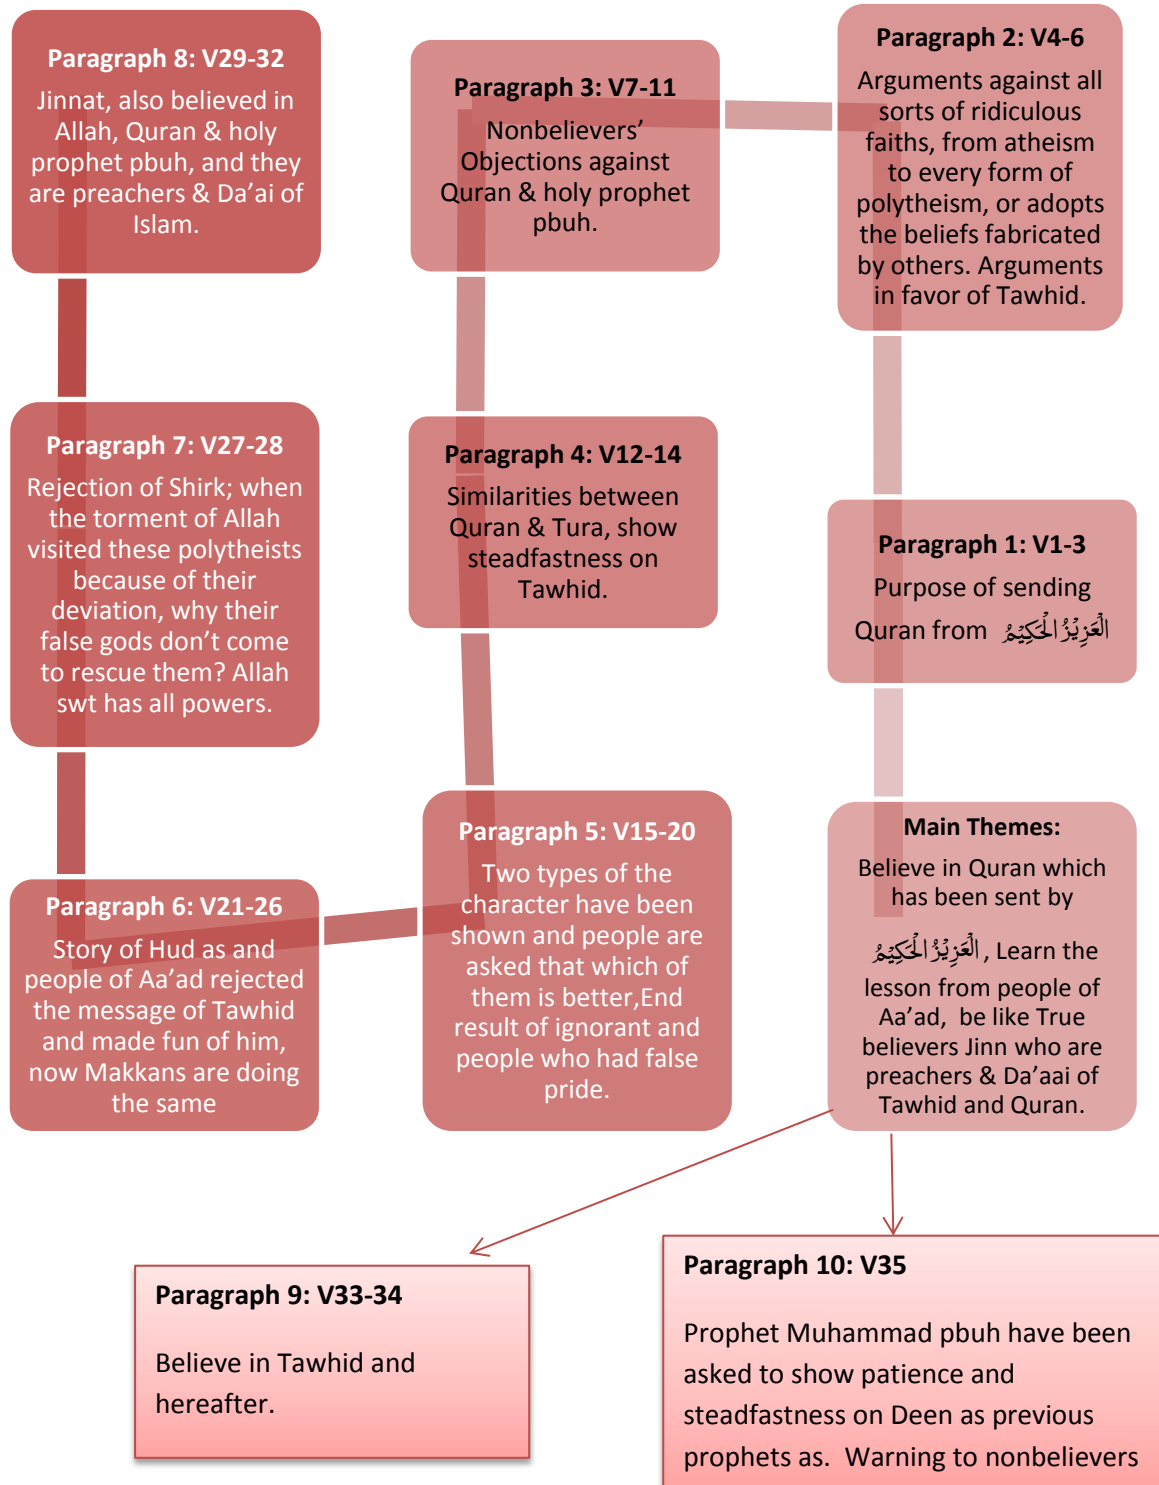 Paragraph 8: V29-32
Jinnat, also believed in
Allah, Quran & holy
prophet pbuh, and they
are preachers & Da’ai of
Islam.
Paragraph 3: V7-11
Nonbelievers’
Objections against
Quran & holy prophet
pbuh.
Paragraph 2: V4-6
Arguments against all
sorts of ridiculous
faiths, from atheism
to every form of
polytheism, or adopts
the beliefs fabricated
by others. Arguments
in favor of Tawhid.
Paragraph 7: V27-28
Rejection of Shirk; when
the torment of Allah
visited these polytheists
because of their
deviation, why their
false gods don’t come
to rescue them? Allah
swt has all powers.
Paragraph 4: V12-14
Similarities between
Quran & Tura, show
steadfastness on
Tawhid.
Paragraph 1: V1-3
Purpose of sending
Quran from الْعَزِيْزُ الْحَكِيْمُ
Paragraph 6: V21-26
Story of Hud as and
people of Aa’ad rejected
the message of Tawhid
and made fun of him,
now Makkans are doing
the same
Paragraph 5: V15-20
Two types of the
character have been
shown and people are
asked that which of
them is better,End
result of ignorant and
people who had false
pride.
Main Themes:
Believe in Quran which
has been sent by
الْعَزِيْزُ الْحَكِيْمُ, Learn the
lesson from people of
Aa’ad, be like True
believers Jinn who are
preachers & Da’aai of
Tawhid and Quran.
Paragraph 9: V33-34
Believe in Tawhid and
hereafter.
Paragraph 10: V35
Prophet Muhammad pbuh have been
asked to show patience and
steadfastness on Deen as previous
prophets as. Warning to nonbelievers